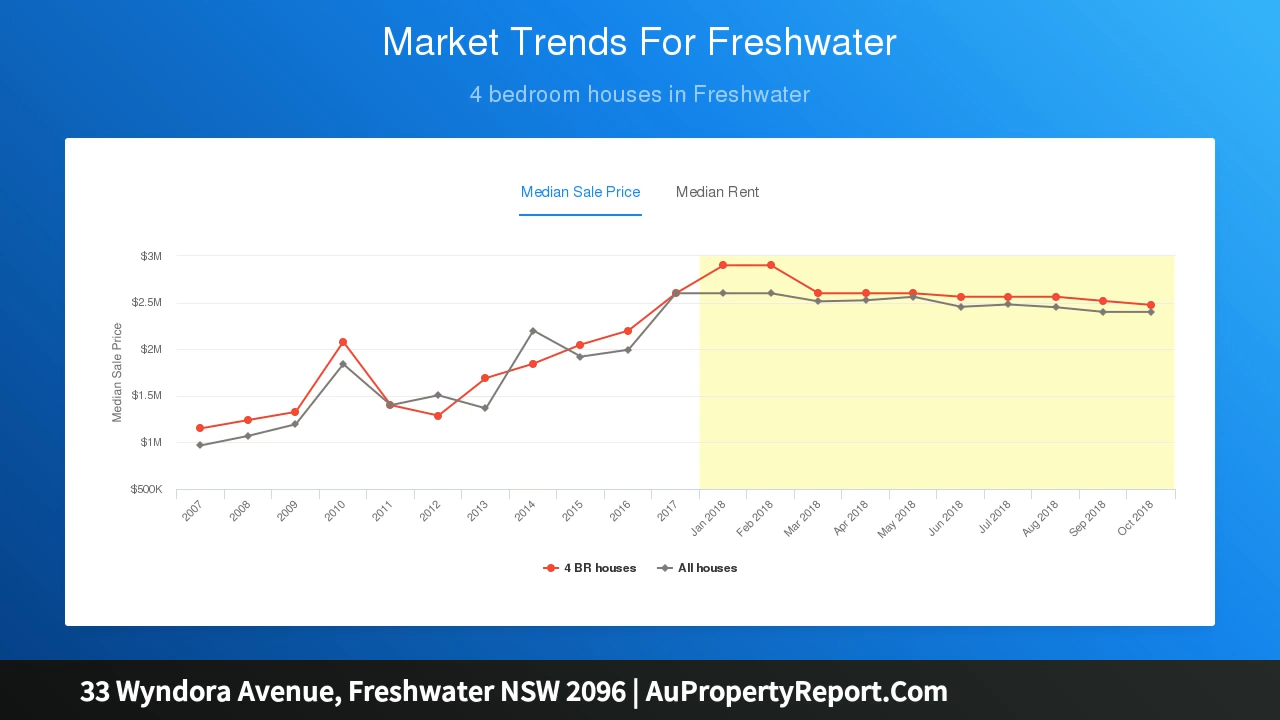 Market Trends For Freshwater
4 bedroom houses in Freshwater
Median Sale Price Median Rent
Median Sale Price
$3M
$2.5M
$2M
$1.5M
$1M
$500K
2007 2008 2009 2010 2011 2012 2013 2014 2015 2016 2017 Jan 2018 Feb 2018 Mar 2018 Apr 2018 May 2018 Jun 2018 Jul 2018 Aug 2018 Sep 2018 Oct 2018
4 BR houses All houses
33 Wyndora Avenue, Freshwater NSW 2096 | AuPropertyReport.Com